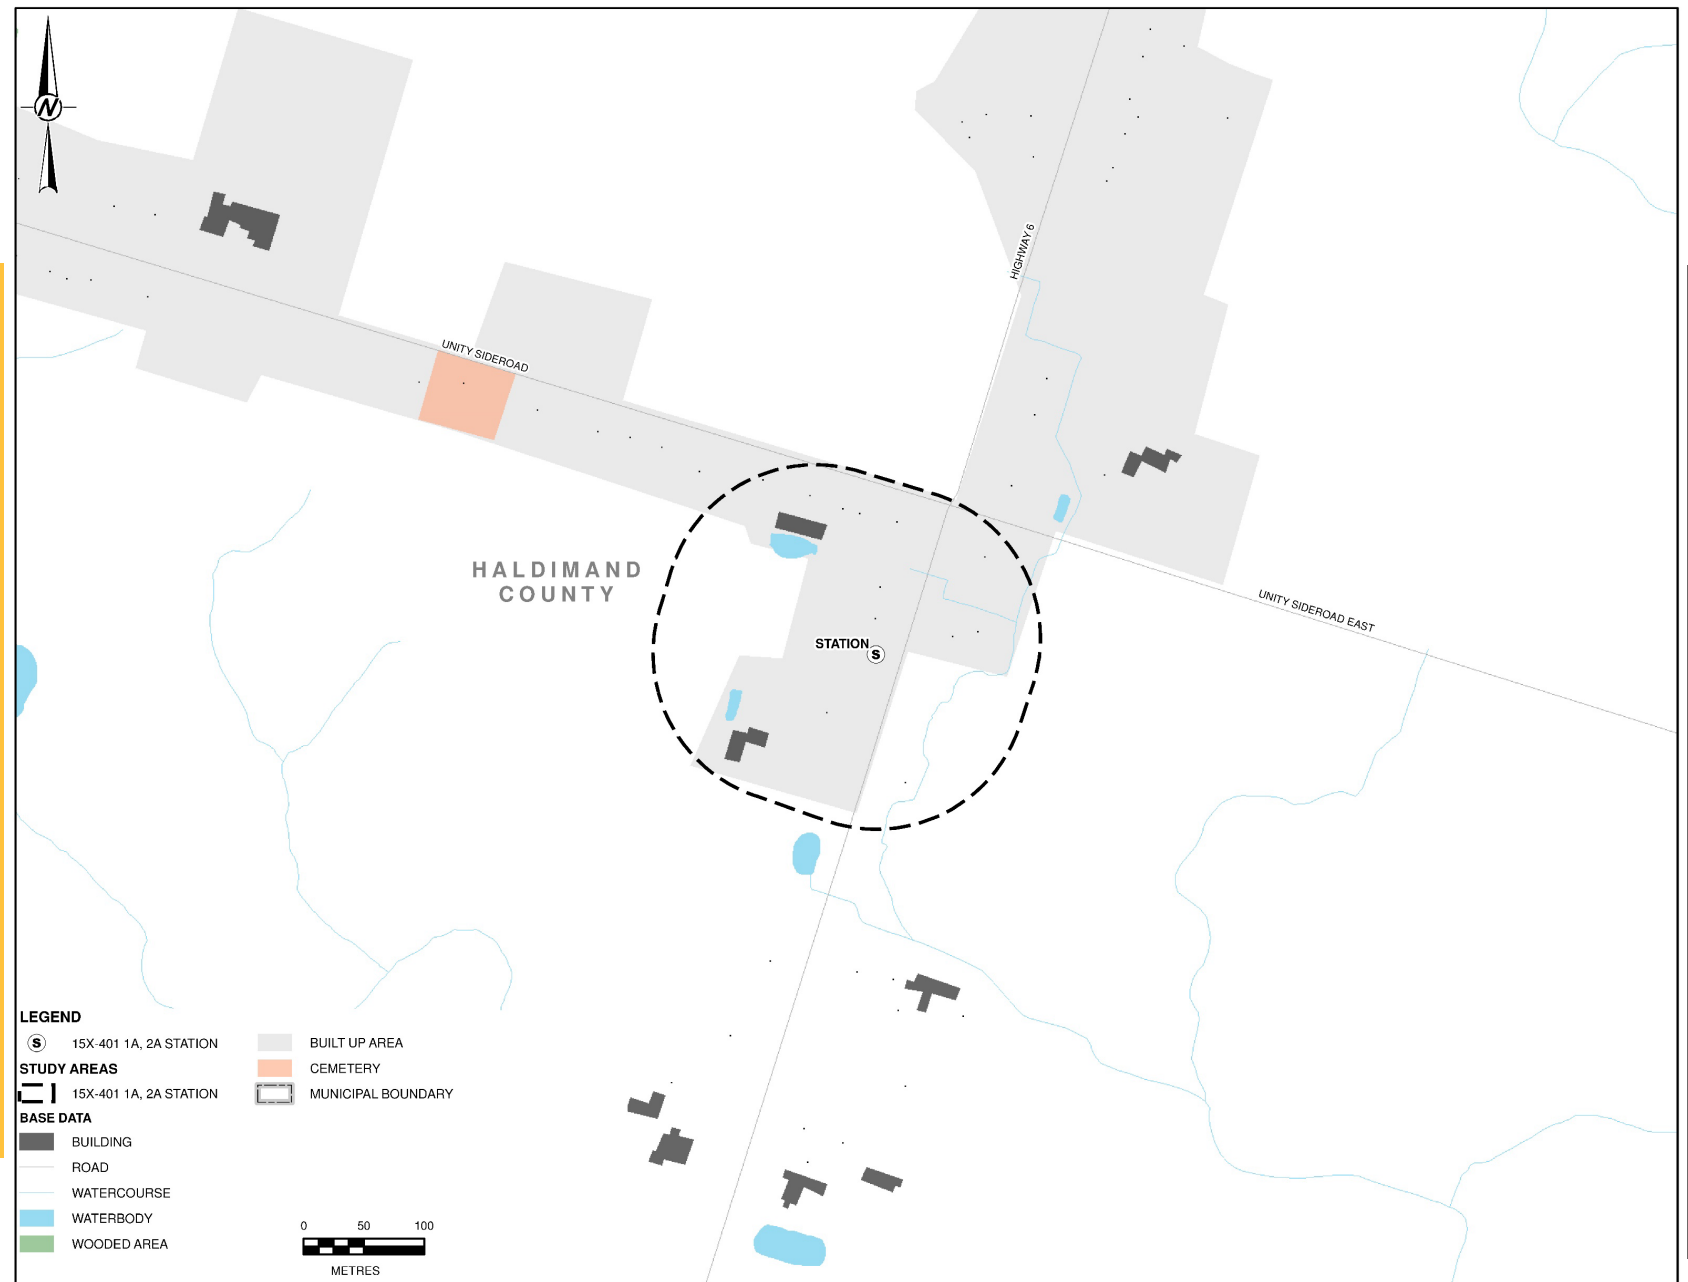 N
HIGHWAY 6
UNITY SIDEROAD
HALDIMAND
COUNTY
UNITY SIDEROAD EAST
STATION
S
LEGEND
S 15X-401 1A, 2A STATION
STUDY AREAS
15X-401 1A, 2A STATION
BASE DATA
BUILDING
ROAD
WATERCOURSE
WATERBODY
WOODED AREA
BUILT UP AREA
CEMETERY
MUNICIPAL BOUNDARY
0 50 100
METRES